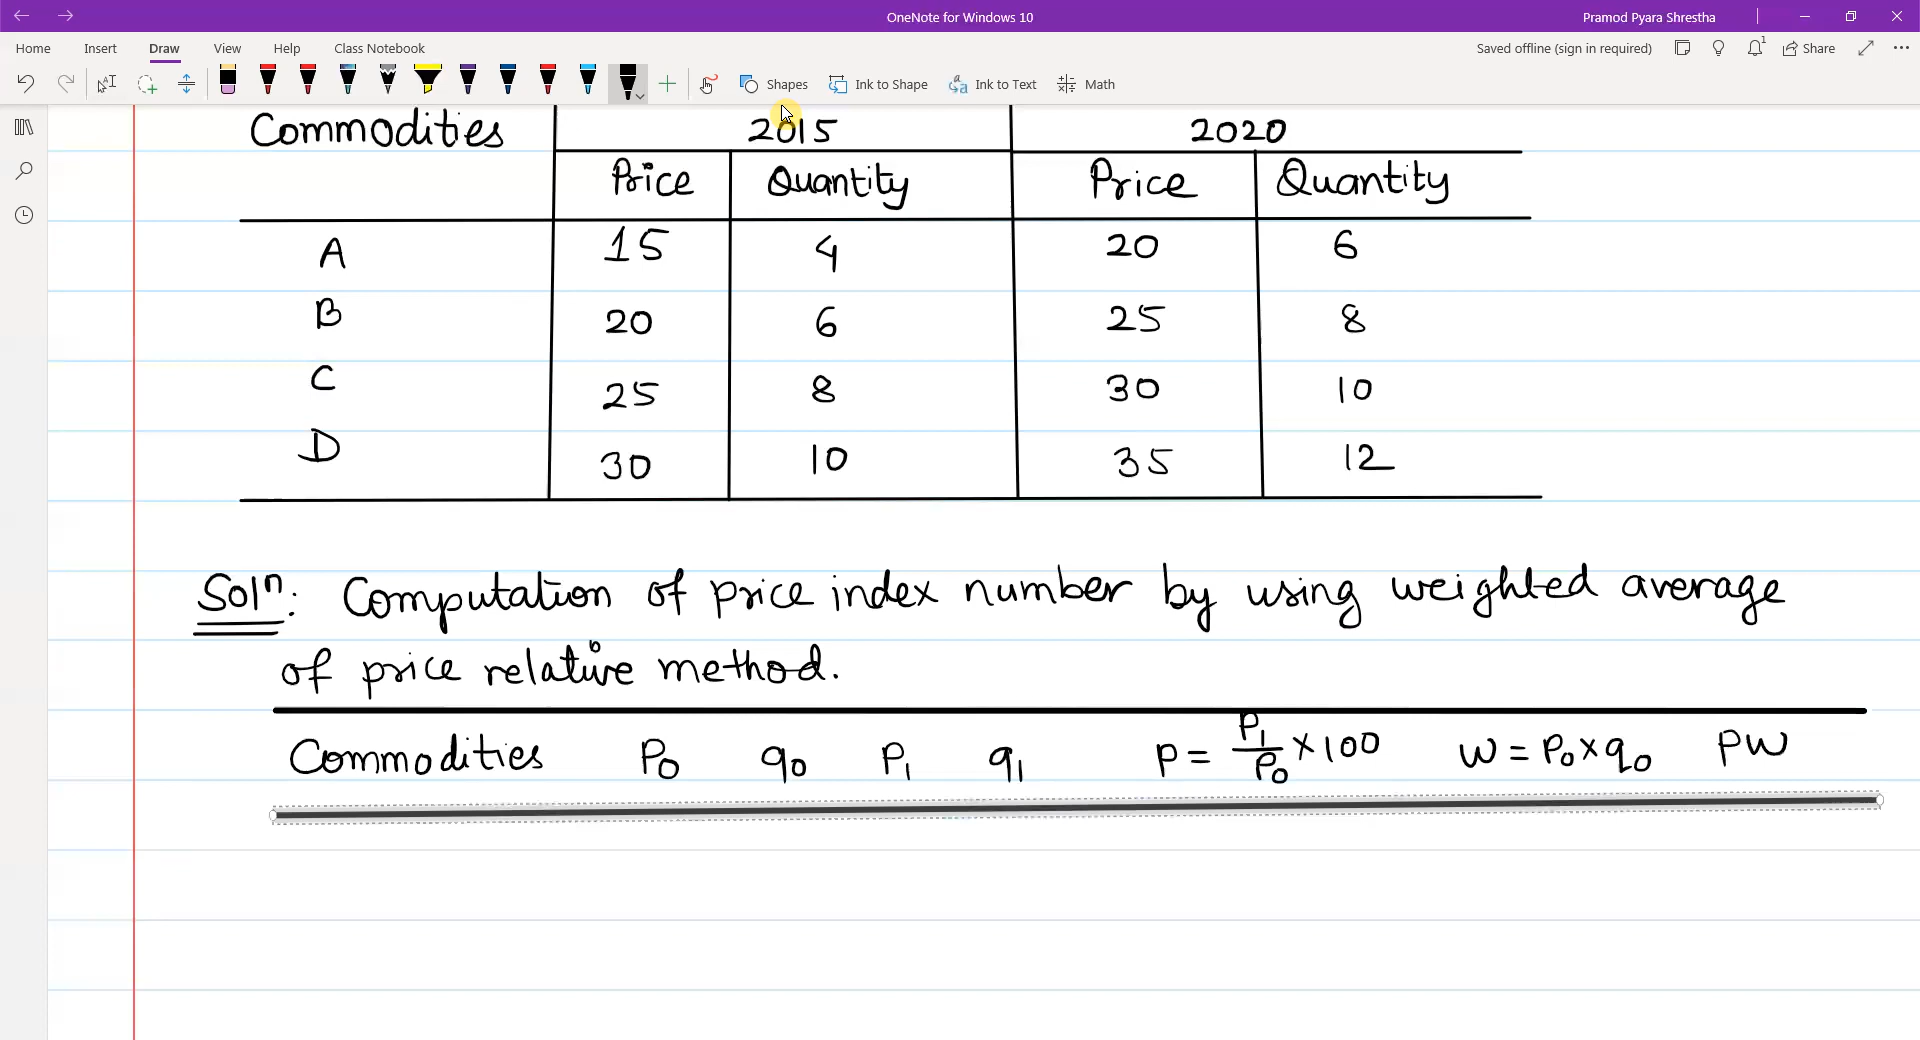 OneNote for Windows 10
Pramod Pyara Shrestha
Home Insert Draw View Help Class Notebook
Saved offline (sign in required) 1 Share
Shapes Ink to Shape Ink to Text Math
Commodities 2015 2020
Price Quantity Price Quantity
A 15 4 20 6
B 20 6 25 8
C 25 8 30 10
D 30 10 35 12
Solⁿ: Computation of price index number by using weighted average
of price relative method.
Commodities P₀ q₀ P₁ q₁ P = P₁/P₀ × 100 W = P₀ × q₀ PW